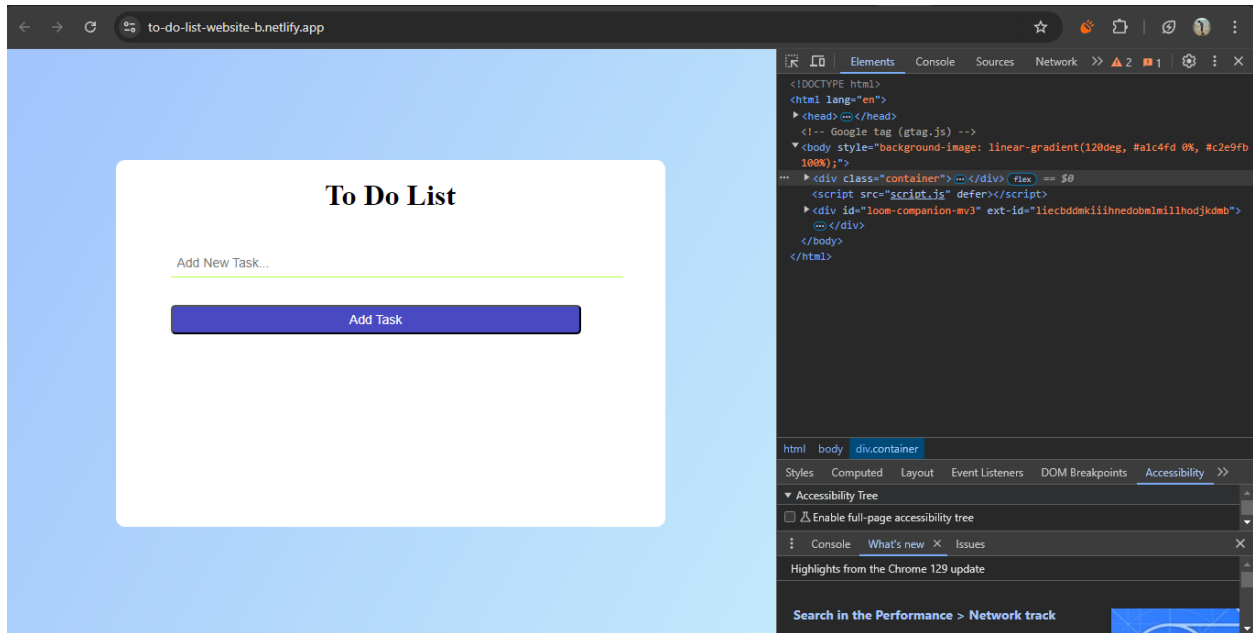 to-do-list-website-b.netlify.app
To Do List
Add New Task...
Add Task
Elements Console Sources Network 2 1
<!DOCTYPE html>
<html lang="en">
<head> </head>
<!-- Google tag (gtag.js) -->
<body style="background-image: linear-gradient(120deg, #a1c4fd 0%, #c2e9fb
100%);">
<div class="container"> </div> flex == $0
<script src="script.js" defer></script>
<div id="loom-companion-mv3" ext-id="liecbddmkiiihnedobmlmillhodjkdmb">
</div>
</body>
</html>
html body div.container
Styles Computed Layout Event Listeners DOM Breakpoints Accessibility
Accessibility Tree
Enable full-page accessibility tree
Console What's new Issues
Highlights from the Chrome 129 update
Search in the Performance > Network track